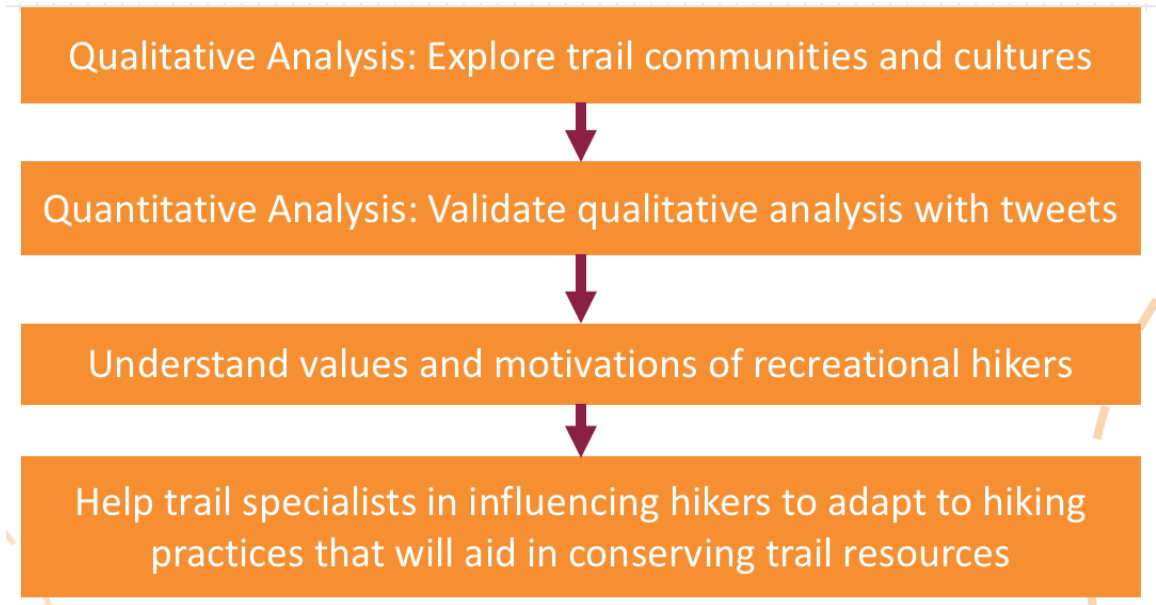 Qualitative Analysis: Explore trail communities and cultures
Quantitative Analysis: Validate qualitative analysis with tweets
Understand values and motivations of recreational hikers
Help trail specialists in influencing hikers to adapt to hiking
practices that will aid in conserving trail resources